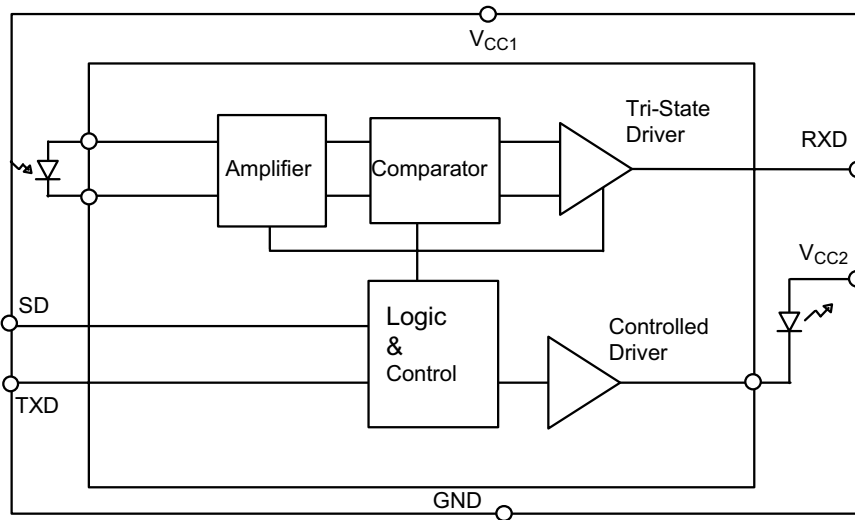 VCC1
Tri-State
Driver
RXD
Amplifier
Comparator
VCC2
SD
Logic
&
Control
Controlled
Driver
TXD
GND